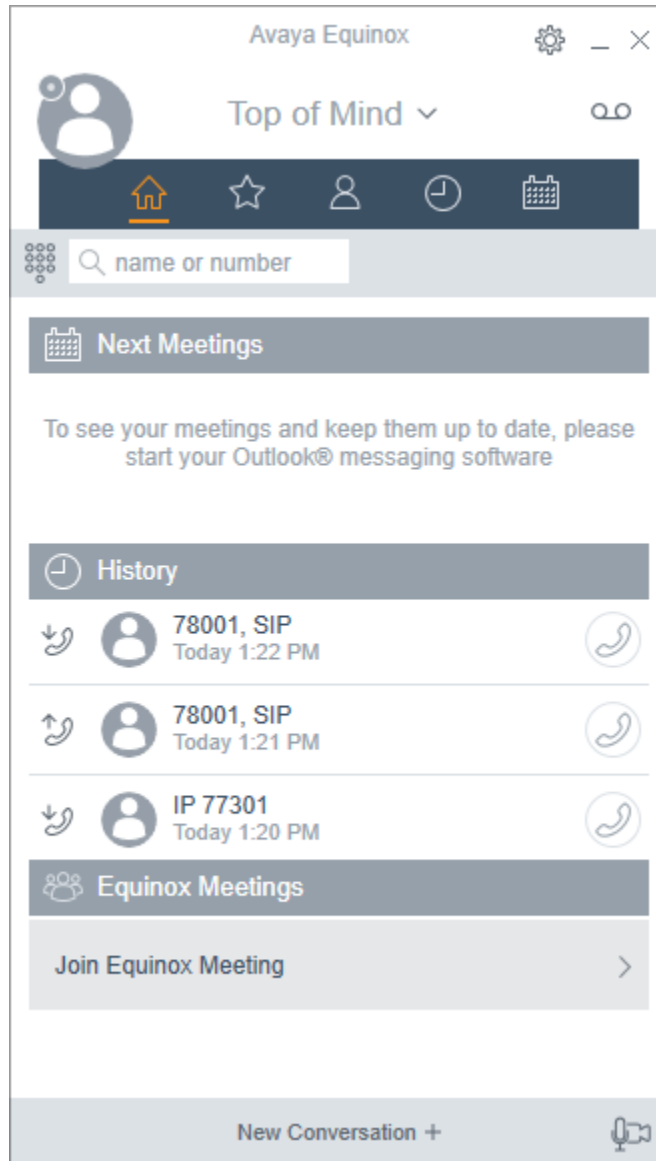 Avaya Equinox
Top of Mind
name or number
Next Meetings
To see your meetings and keep them up to date, please
start your Outlook® messaging software
History
78001, SIP
Today 1:22 PM
78001, SIP
Today 1:21 PM
IP 77301
Today 1:20 PM
Equinox Meetings
Join Equinox Meeting
New Conversation +